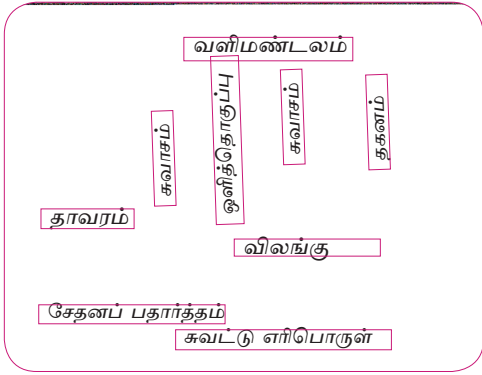 வளிமண்டலம்
சுவாசம்
ஒளித்தொகுப்பு
சுவாசம்
தகனம்
தாவரம்
விலங்கு
சேதனப் பதார்த்தம்
சுவட்டு எரிபொருள்